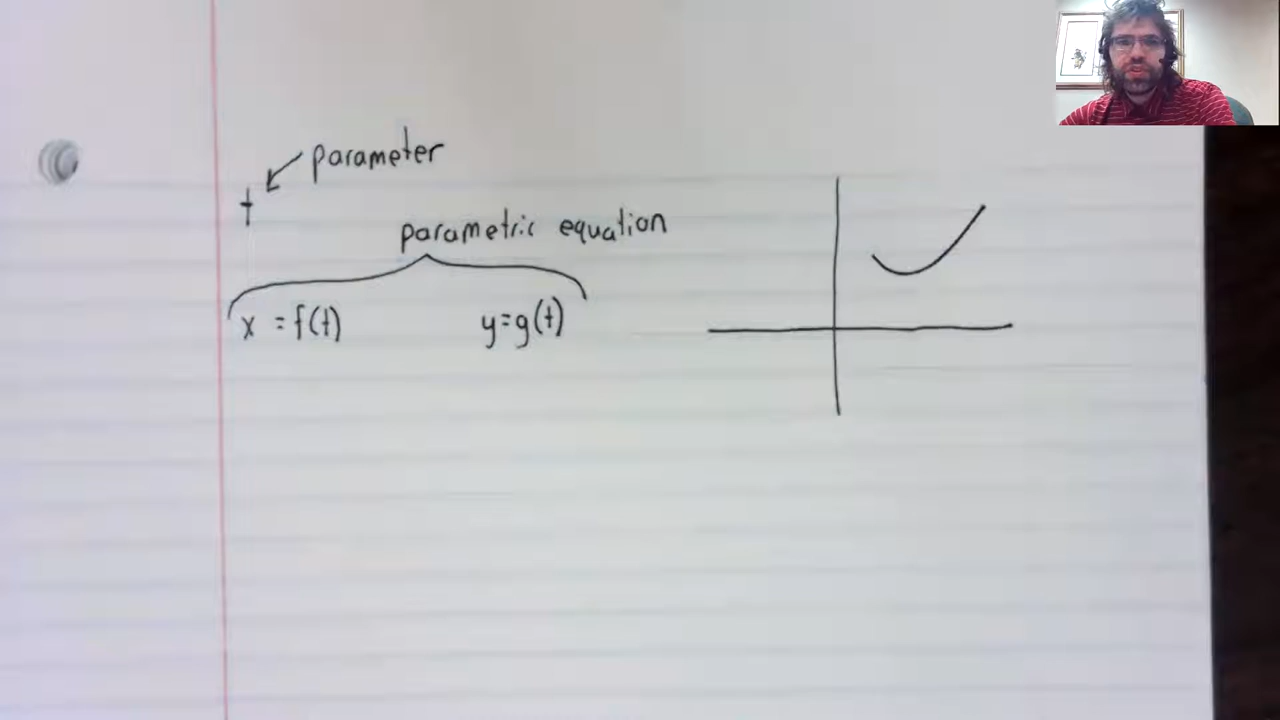 parameter
t
parametric equation
x = f(t) y=g(t)